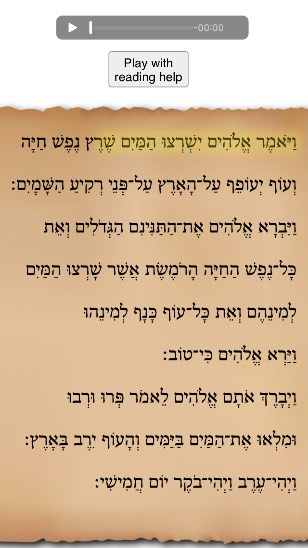 -00:00
Play with
reading help
וַיֹּאמֶר אֱלֹהִים יִשְׁרְצוּ הַמַּיִם שֶׁרֶץ נֶפֶשׁ חַיָּה
וְעוֹף יְעוֹפֵף עַל־הָאָרֶץ עַל־פְּנֵי רְקִיעַ הַשָּׁמָיִם:
וַיִּבְרָא אֱלֹהִים אֶת־הַתַּנִּינִם הַגְּדֹלִים וְאֵת
כָּל־נֶפֶשׁ הַחַיָּה הָרֹמֶשֶׂת אֲשֶׁר שָׁרְצוּ הַמַּיִם
לְמִינֵהֶם וְאֵת כָּל־עוֹף כָּנָף לְמִינֵהוּ
וַיַּרְא אֱלֹהִים כִּי־טוֹב:
וַיְבָרֶךְ אֹתָם אֱלֹהִים לֵאמֹר פְּרוּ וּרְבוּ
וּמִלְאוּ אֶת־הַמַּיִם בַּיַּמִּים וְהָעוֹף יִרֶב בָּאָרֶץ:
וַיְהִי־עֶרֶב וַיְהִי־בֹקֶר יוֹם חֲמִישִׁי: